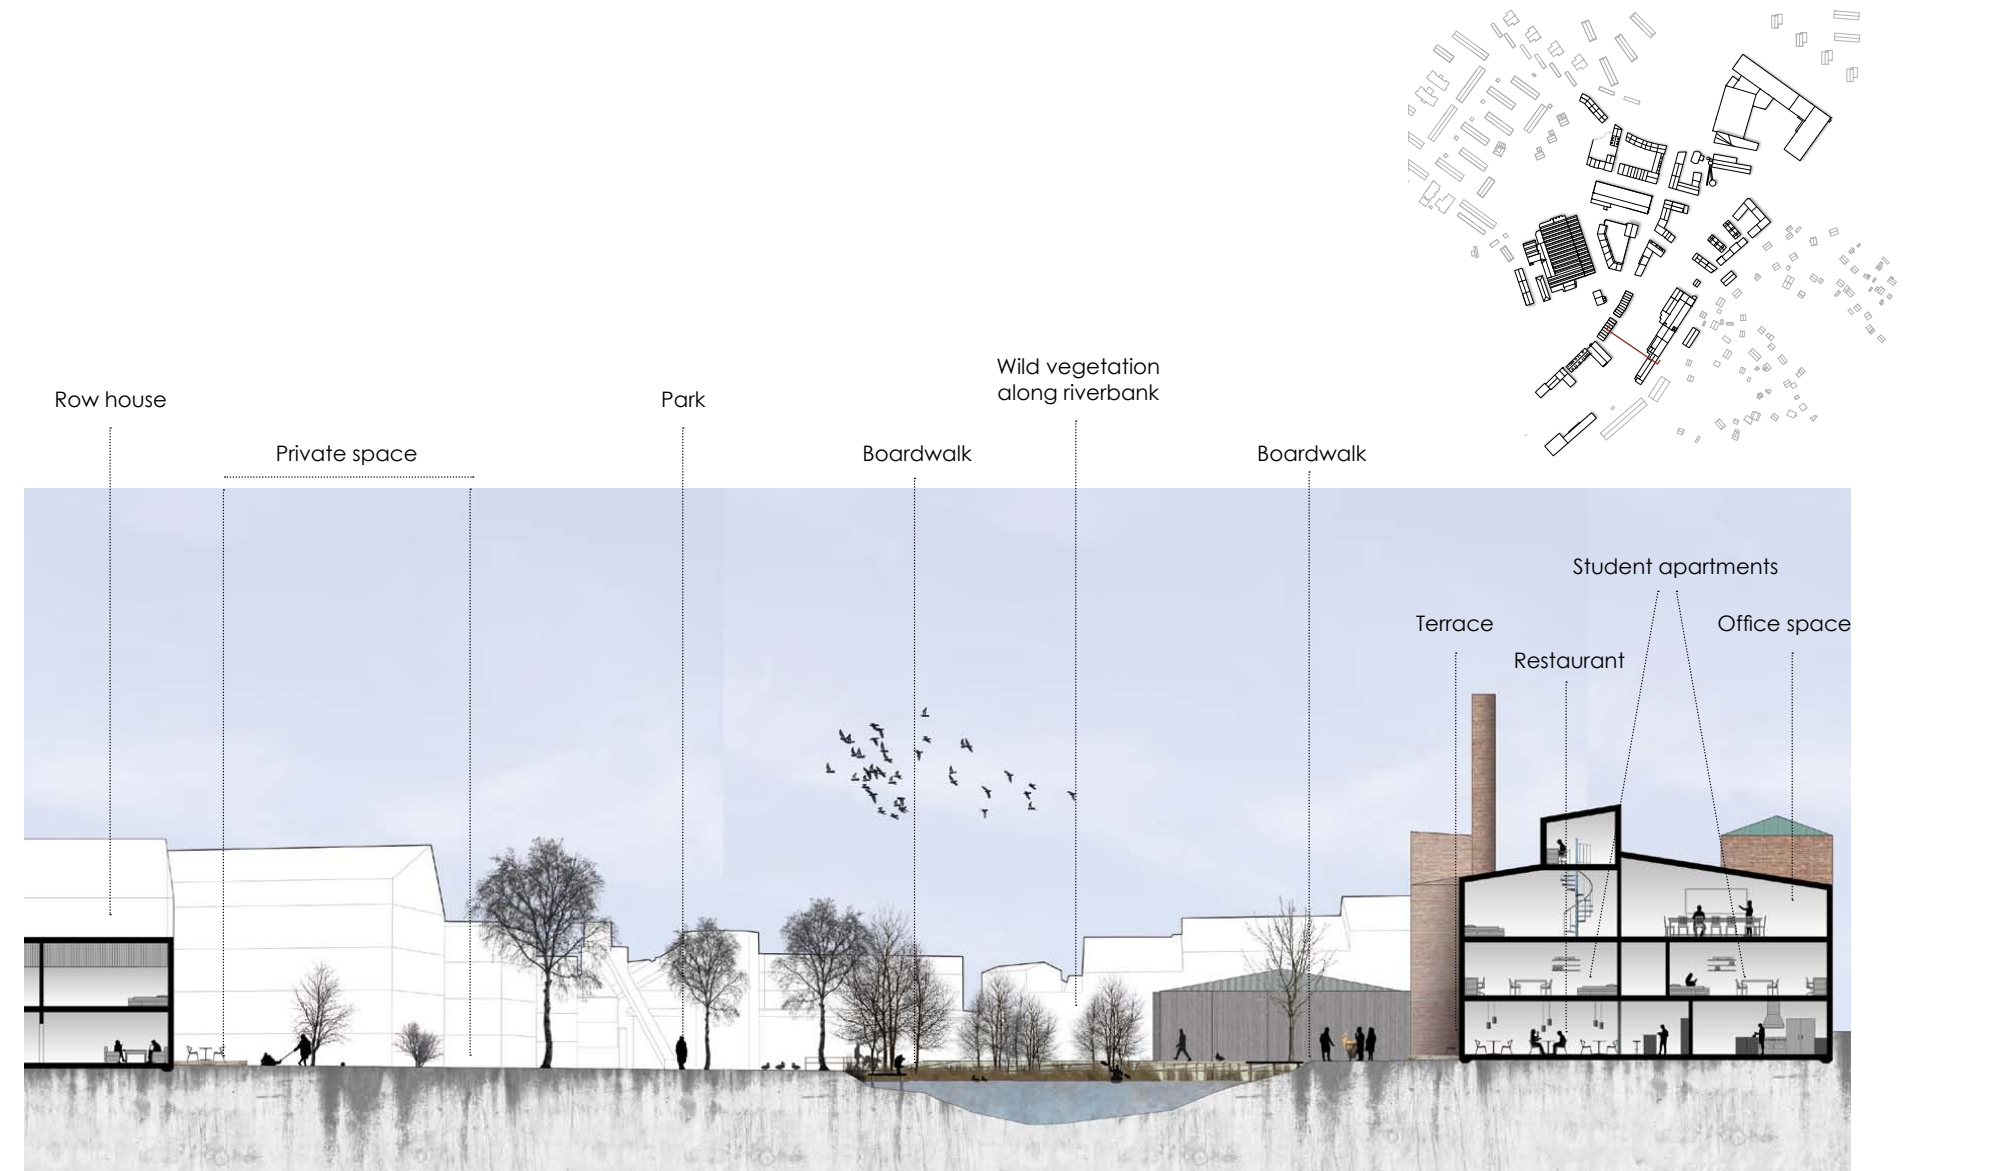 Wild vegetation
along riverbank
Row house
Park
Private space
Boardwalk
Boardwalk
Student apartments
Terrace
Office space
Restaurant